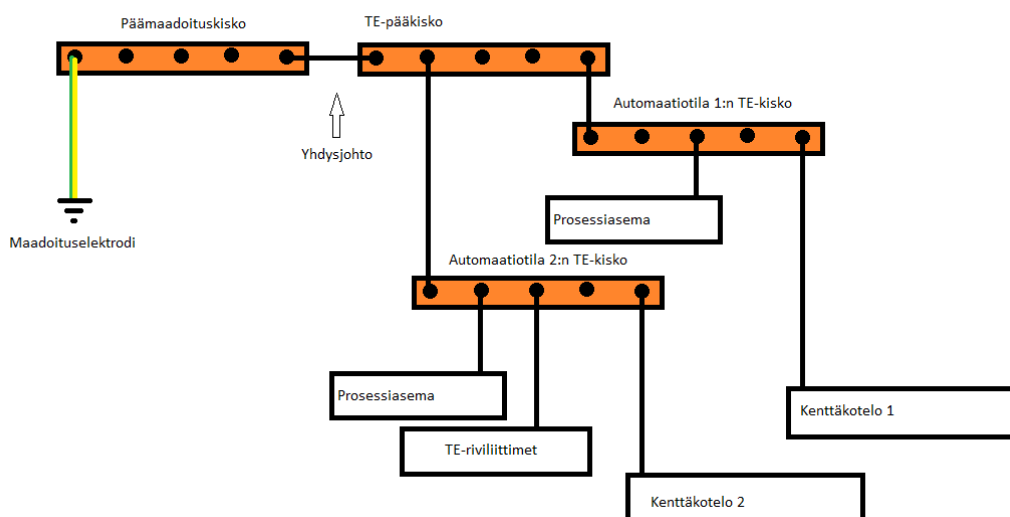 Päämaadoituskisko
TE-pääkisko
Automaatiotila 1:n TE-kisko
Yhdysjohto
Prosessiasema
Maadoituselektrodi
Automaatiotila 2:n TE-kisko
Prosessiasema
Kenttäkotelo 1
TE-riviliittimet
Kenttäkotelo 2